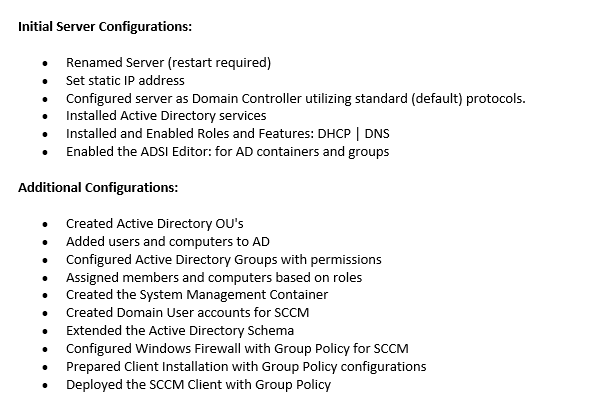 Initial Server Configurations:
• Renamed Server (restart required)
• Set static IP address
• Configured server as Domain Controller utilizing standard (default) protocols.
• Installed Active Directory services
• Installed and Enabled Roles and Features: DHCP | DNS
• Enabled the ADSI Editor: for AD containers and groups
Additional Configurations:
• Created Active Directory OU's
• Added users and computers to AD
• Configured Active Directory Groups with permissions
• Assigned members and computers based on roles
• Created the System Management Container
• Created Domain User accounts for SCCM
• Extended the Active Directory Schema
• Configured Windows Firewall with Group Policy for SCCM
• Prepared Client Installation with Group Policy configurations
• Deployed the SCCM Client with Group Policy